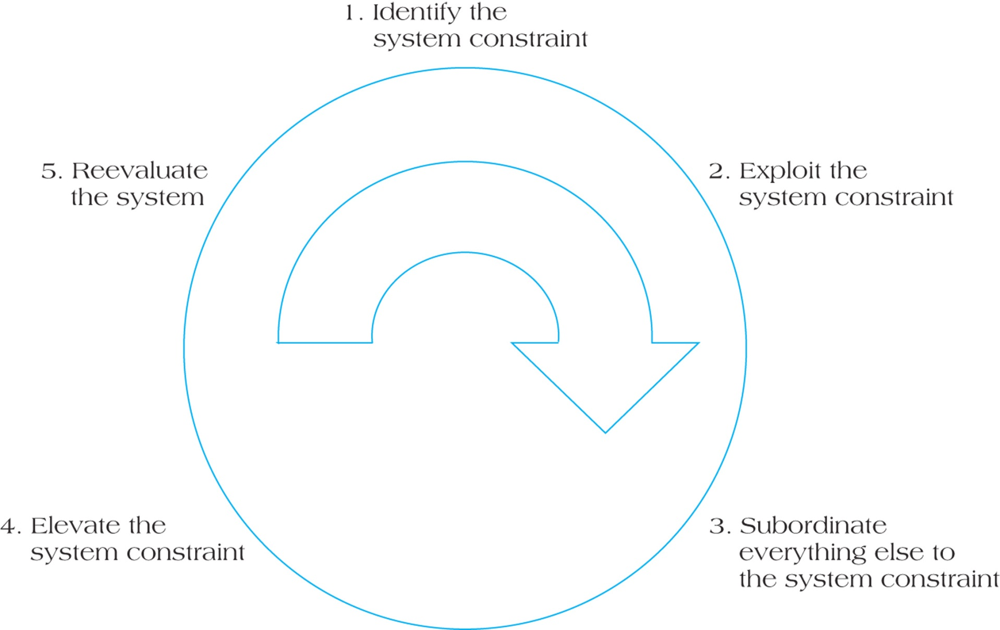 1. Identify the
system constraint
2. Exploit the
system constraint
3. Subordinate
everything else to
the system constraint
4. Elevate the
system constraint
5. Reevaluate
the system